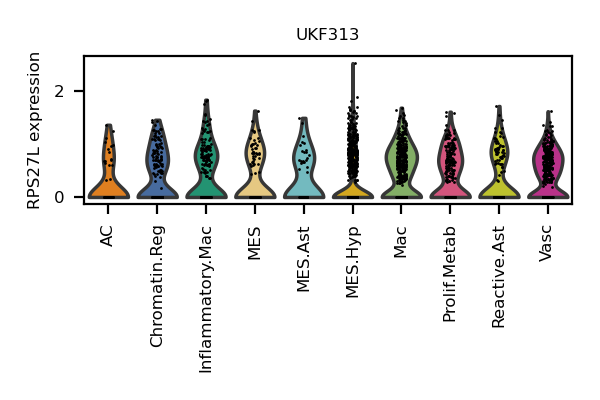 UKF313
RPS27L expression
2
0
AC
Chromatin.Reg
Inflammatory.Mac
MES
MES.Ast
MES.Hyp
Mac
Prolif.Metab
Reactive.Ast
Vasc